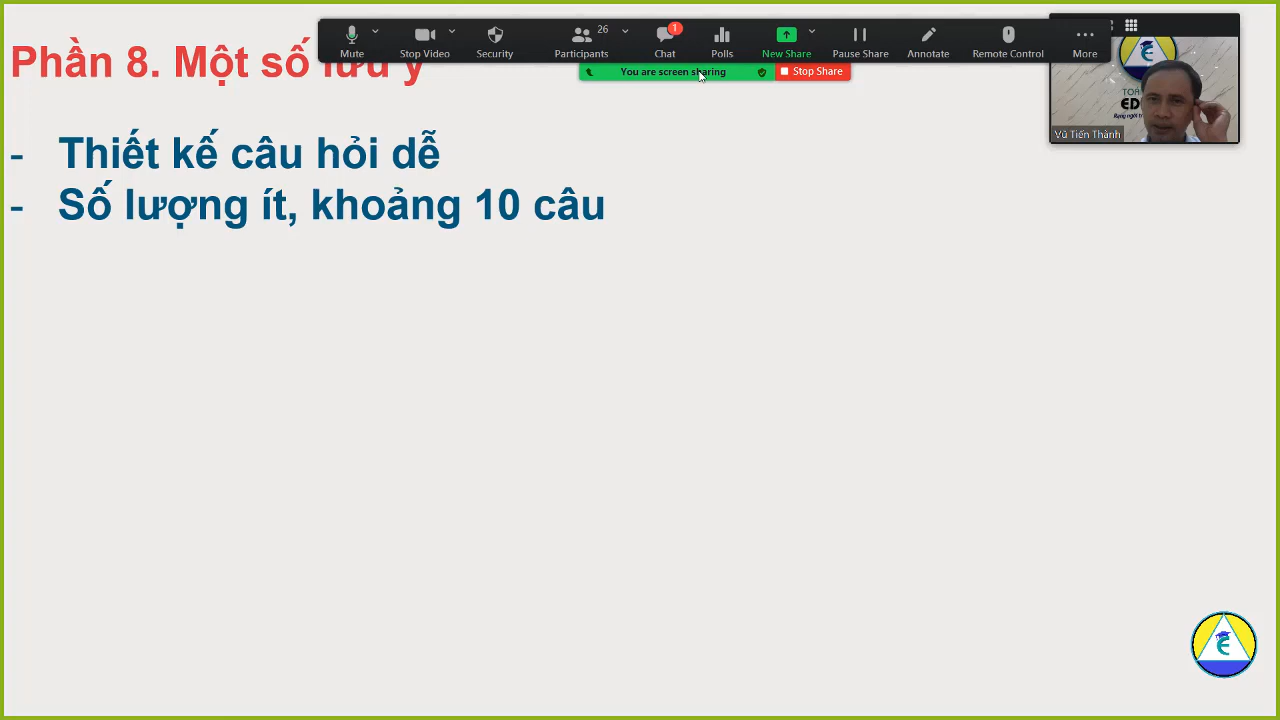 Phần 8. Một số lưu ý
Mute
Stop Video
Security
Participants
26
Chat
1
Polls
New Share
Pause Share
Annotate
Remote Control
More
You are screen sharing
Stop Share
Vũ Tiến Thành
- Thiết kế câu hỏi dễ
- Số lượng ít, khoảng 10 câu